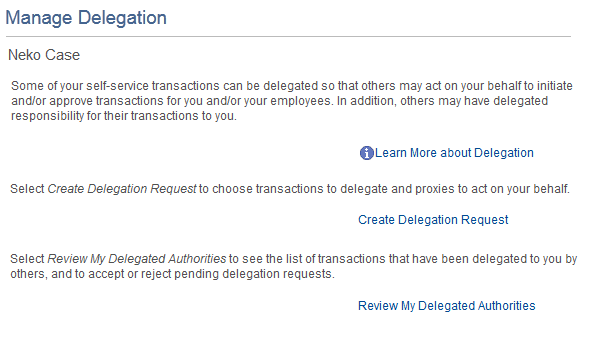 Manage Delegation
Neko Case
Some of your self-service transactions can be delegated so that others may act on your behalf to initiate
and/or approve transactions for you and/or your employees. In addition, others may have delegated
responsibility for their transactions to you.
Learn More about Delegation
Select Create Delegation Request to choose transactions to delegate and proxies to act on your behalf.
Create Delegation Request
Select Review My Delegated Authorities to see the list of transactions that have been delegated to you by
others, and to accept or reject pending delegation requests.
Review My Delegated Authorities